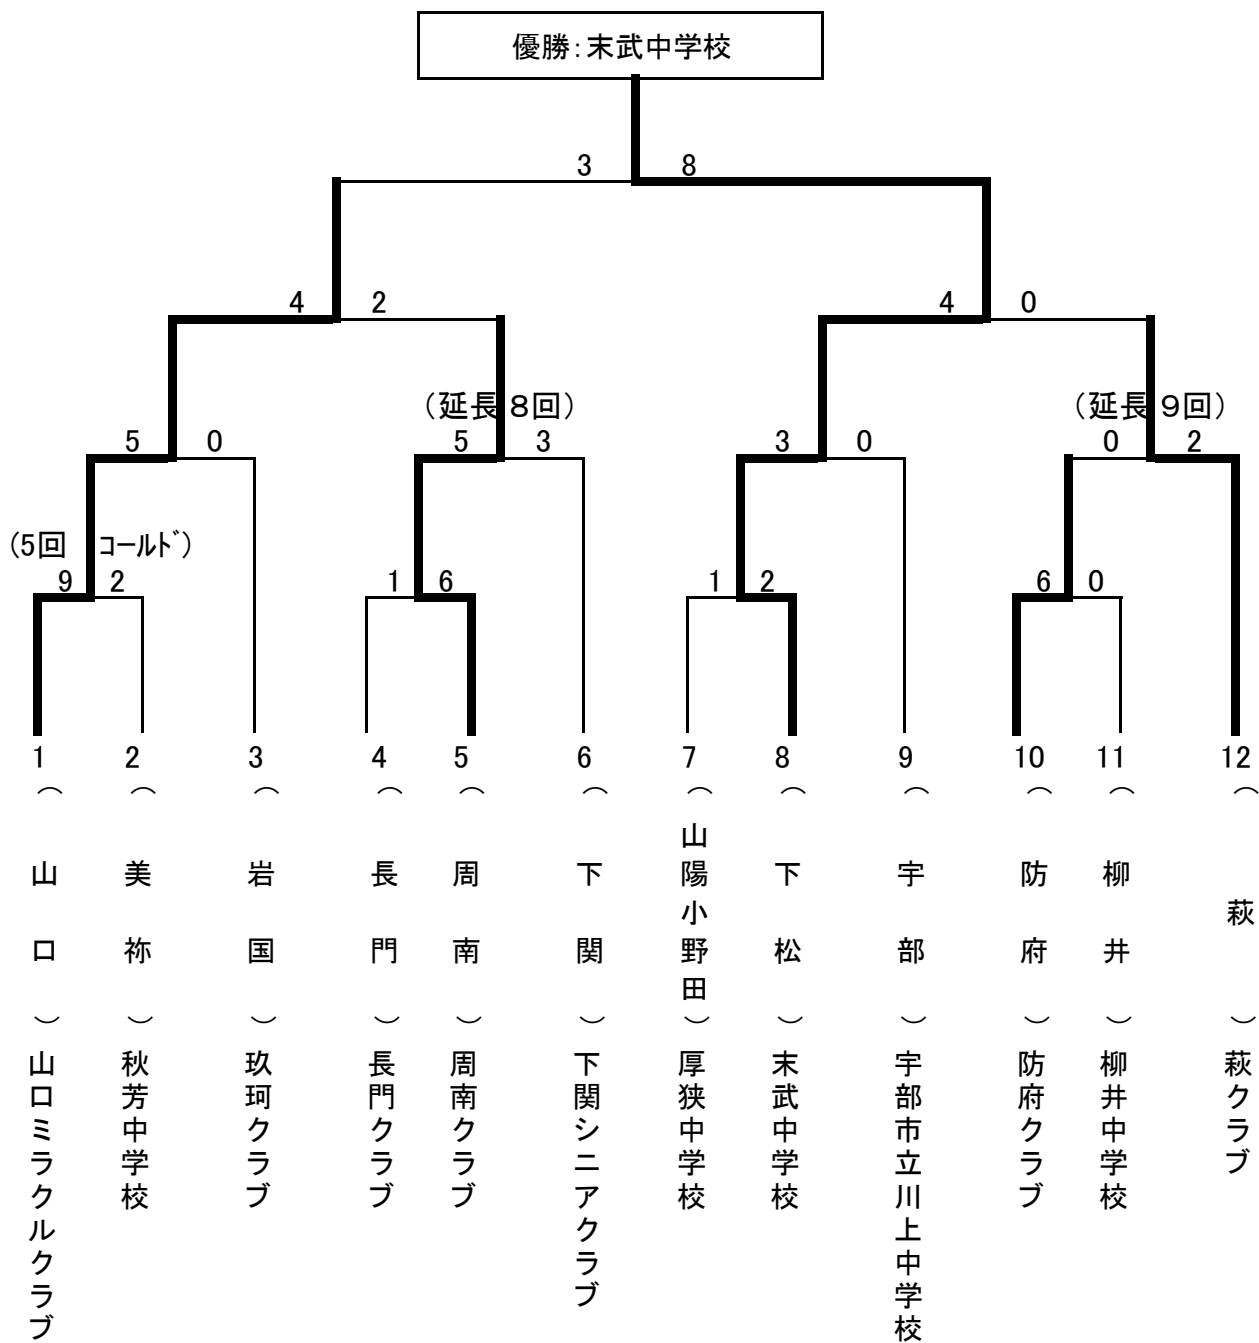 優勝：末武中学校
3 8
4 2 4 0
（延長 8回） （延長 9回）
5 0 5 3 3 0 0 2
(5回 ｺｰﾙﾄﾞ)
9 2 1 6 1 2 6 0
1 2 3 4 5 6 7 8 9 10 11 12
（山口）山口ミラクルクラブ
（美祢）秋芳中学校
（岩国）玖珂クラブ
（長門）長門クラブ
（周南）周南クラブ
（下関）下関シニアクラブ
（山陽小野田）厚狭中学校
（下松）末武中学校
（宇部）宇部市立川上中学校
（防府）防府クラブ
（柳井）柳井中学校
（萩）萩クラブ